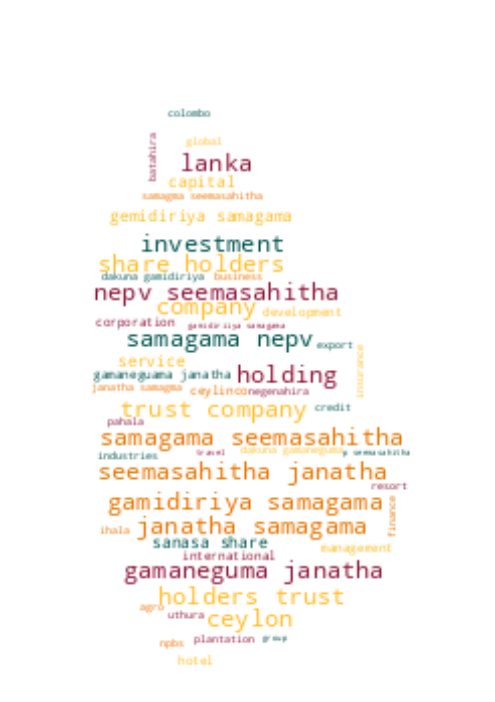 colombo
batahira
global
lanka
capital
samagma seemasahitha
gemidiriya samagama
investment
share holders
dakuna gamidiriya
business
nepv seemasahitha
company
development
corporation
gamidiriya samagama
samagama nepv
export
service
insurance
gamaneguama janatha
holding
janatha samagma
ceylinco
negenahira
trust company
credit
pahala
samagama seemasahitha
industries
travel
dakuna gamaneguma
p seemasahitha
seemasahitha janatha
resort
gamidiriya samagama
finance
ihala
janatha samagama
sanasa share
management
international
gamaneguma janatha
holders trust
agro
uthura
ceylon
npbs
plantation
group
hotel